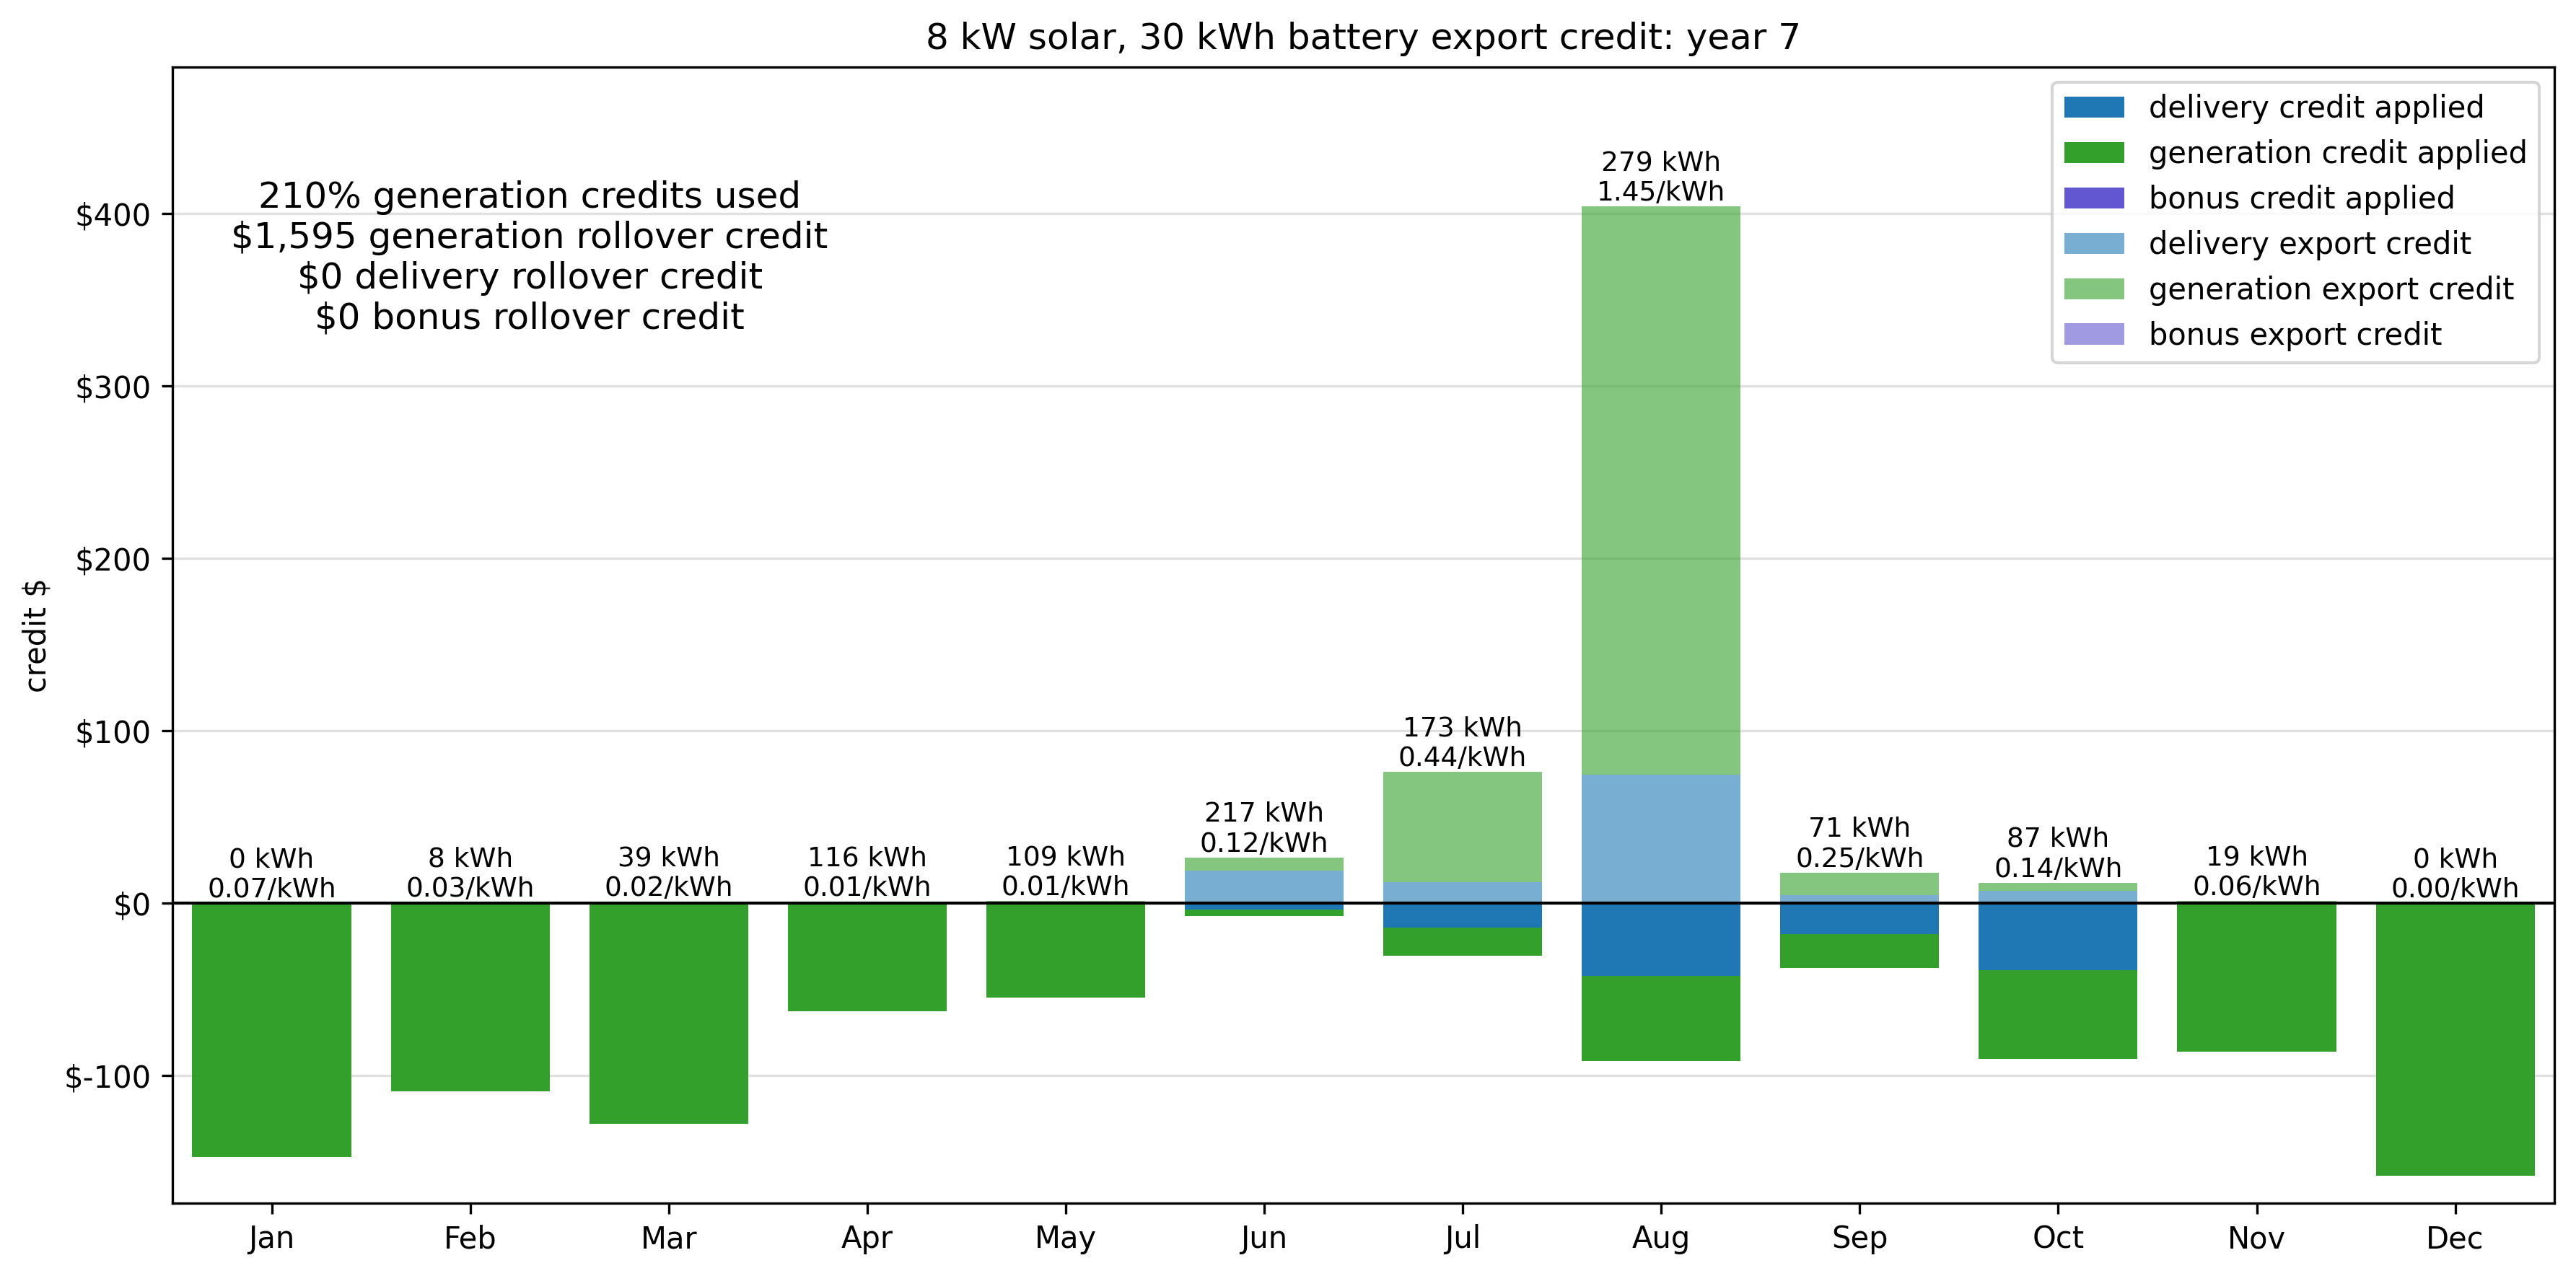 8 kW solar, 30 kWh battery export credit: year 7
credit $
$400
$300
$200
$100
$0
$-100
210% generation credits used
$1,595 generation rollover credit
$0 delivery rollover credit
$0 bonus rollover credit
delivery credit applied
generation credit applied
bonus credit applied
delivery export credit
generation export credit
bonus export credit
0 kWh
0.07/kWh
8 kWh
0.03/kWh
39 kWh
0.02/kWh
116 kWh
0.01/kWh
109 kWh
0.01/kWh
217 kWh
0.12/kWh
173 kWh
0.44/kWh
279 kWh
1.45/kWh
71 kWh
0.25/kWh
87 kWh
0.14/kWh
19 kWh
0.06/kWh
0 kWh
0.00/kWh
Jan
Feb
Mar
Apr
May
Jun
Jul
Aug
Sep
Oct
Nov
Dec